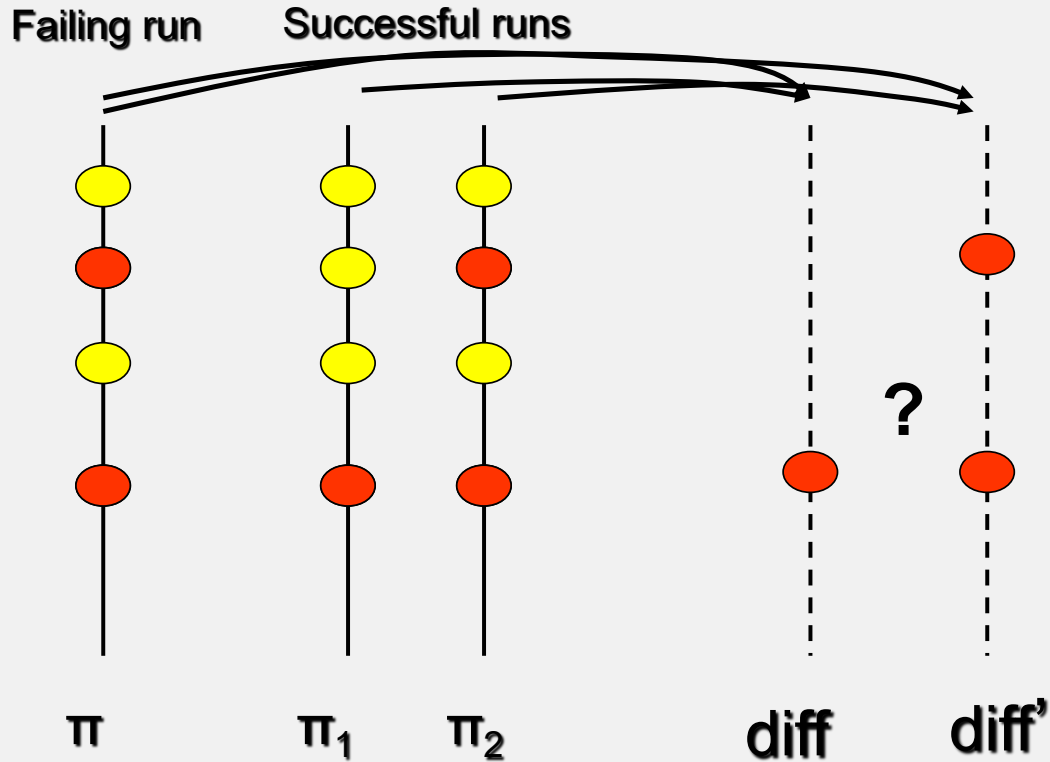 Failing run
Successful runs
?
π
π₁
π₂
diff
diff'